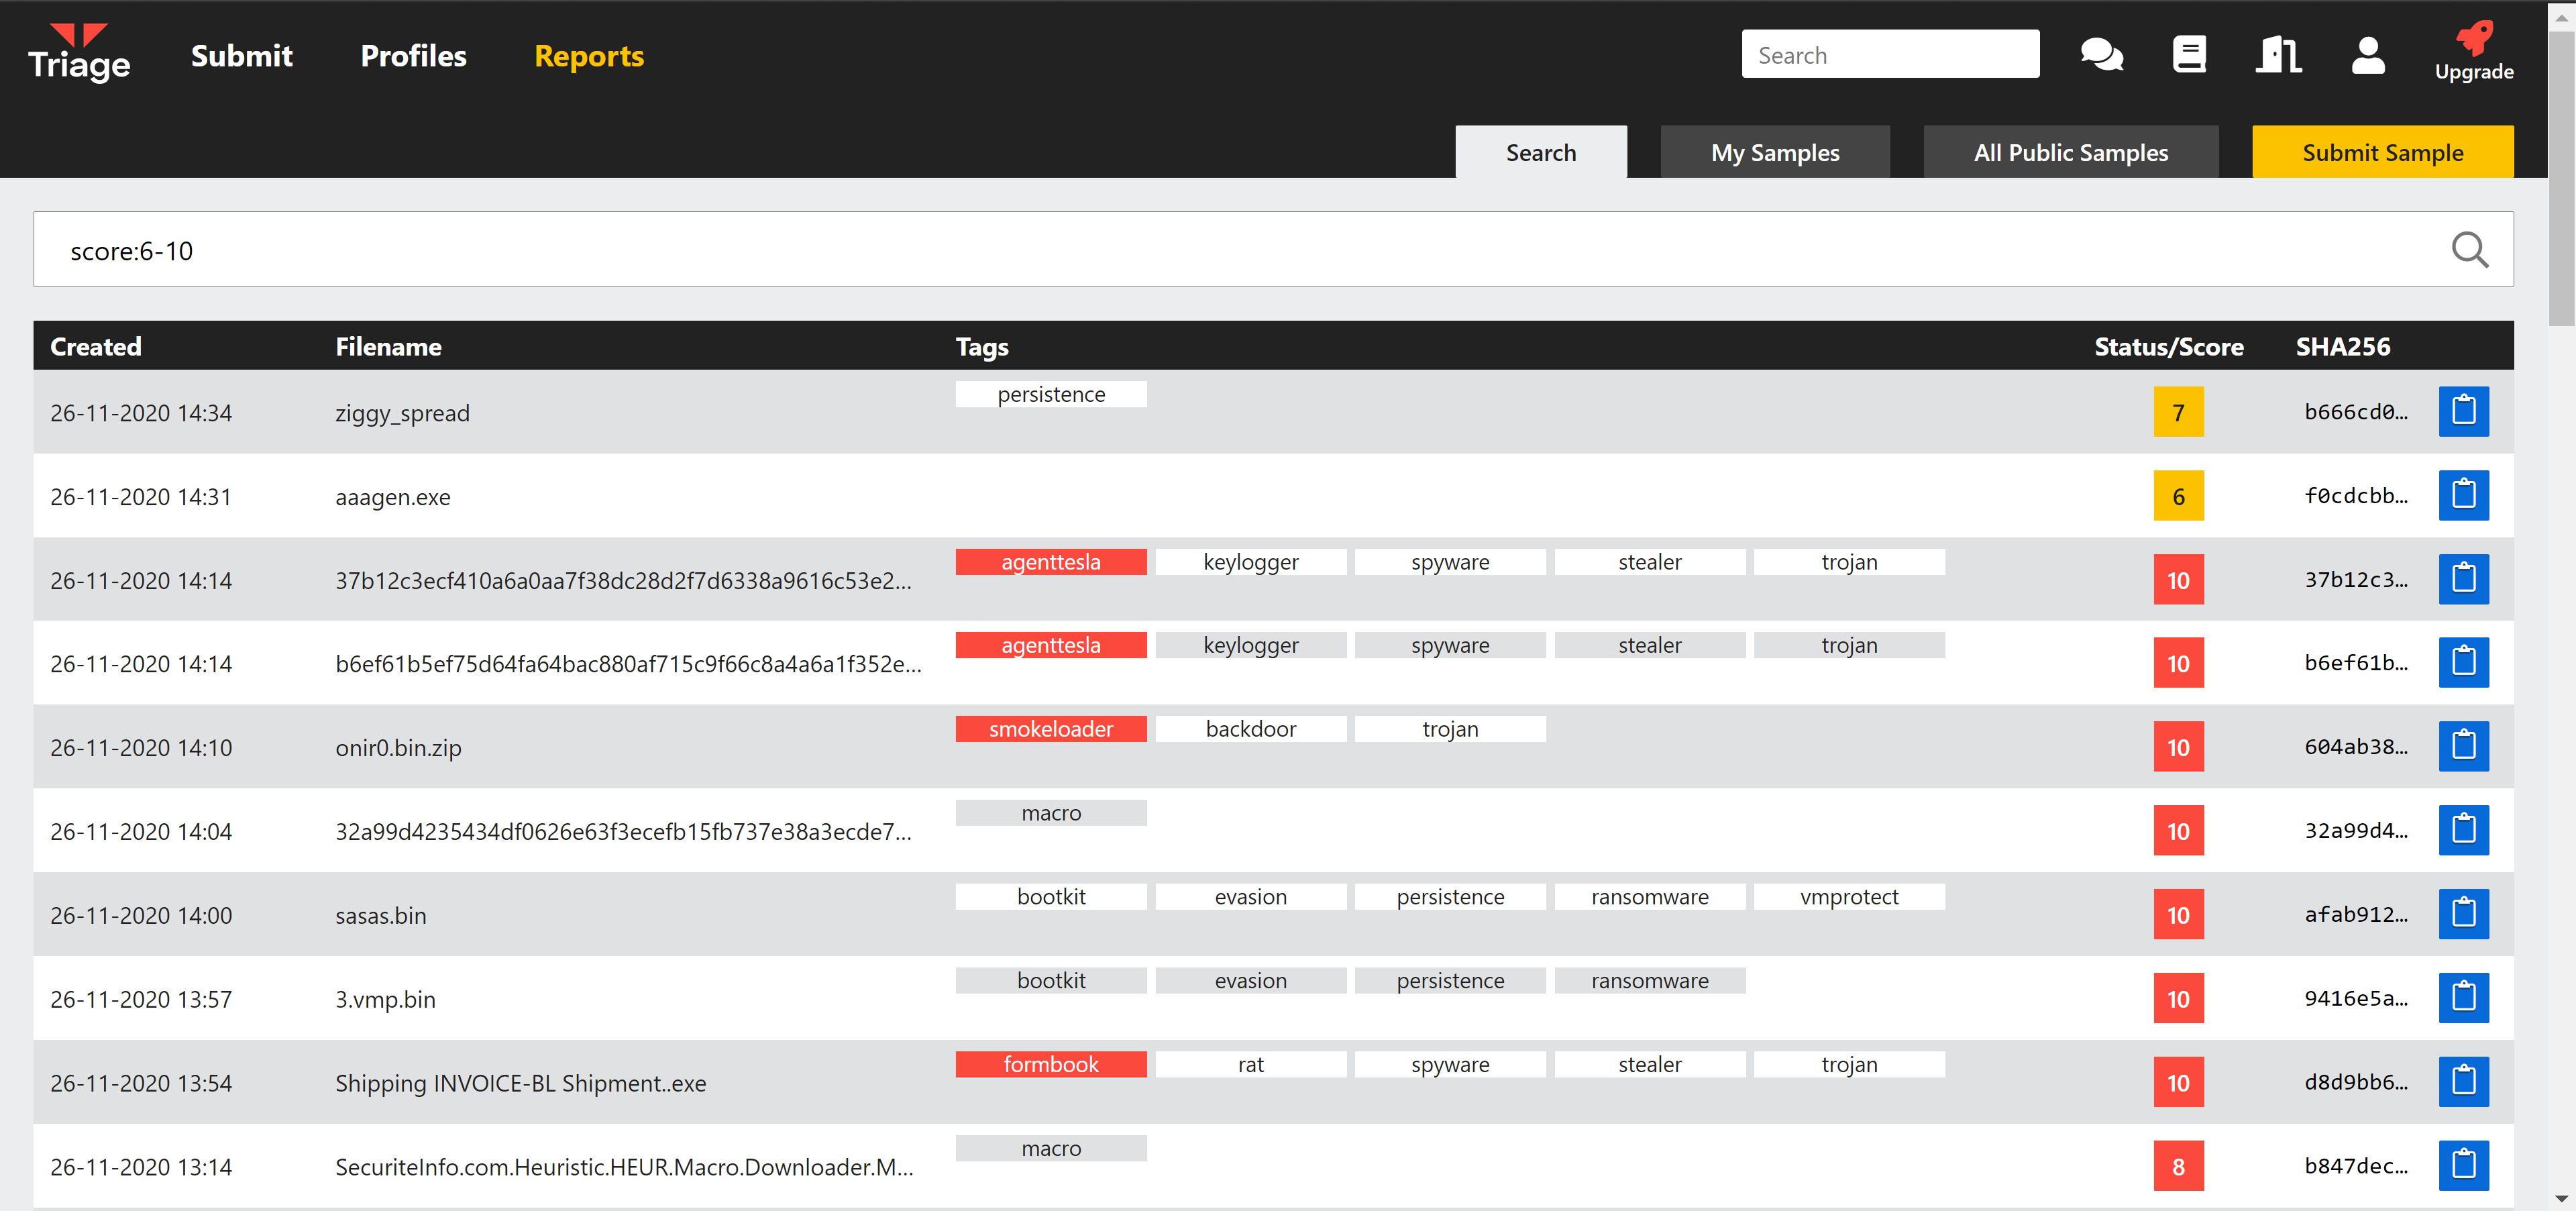 Triage Submit Profiles Reports Search Upgrade
Search My Samples All Public Samples Submit Sample
score:6-10
Created Filename Tags Status/Score SHA256
26-11-2020 14:34 ziggy_spread persistence 7 b666cd0...
26-11-2020 14:31 aaagen.exe 6 f0cdcbb...
26-11-2020 14:14 37b12c3ecf410a6a0aa7f38dc28d2f7d6338a9616c53e2... agenttesla keylogger spyware stealer trojan 10 37b12c3...
26-11-2020 14:14 b6ef61b5ef75d64fa64bac880af715c9f66c8a4a6a1f352e... agenttesla keylogger spyware stealer trojan 10 b6ef61b...
26-11-2020 14:10 onir0.bin.zip smokeloader backdoor trojan 10 604ab38...
26-11-2020 14:04 32a99d4235434df0626e63f3ecefb15fb737e38a3ecde7... macro 10 32a99d4...
26-11-2020 14:00 sasas.bin bootkit evasion persistence ransomware vmprotect 10 afab912...
26-11-2020 13:57 3.vmp.bin bootkit evasion persistence ransomware 10 9416e5a...
26-11-2020 13:54 Shipping INVOICE-BL Shipment..exe formbook rat spyware stealer trojan 10 d8d9bb6...
26-11-2020 13:14 SecuriteInfo.com.Heuristic.HEUR.Macro.Downloader.M... macro 8 b847dec...